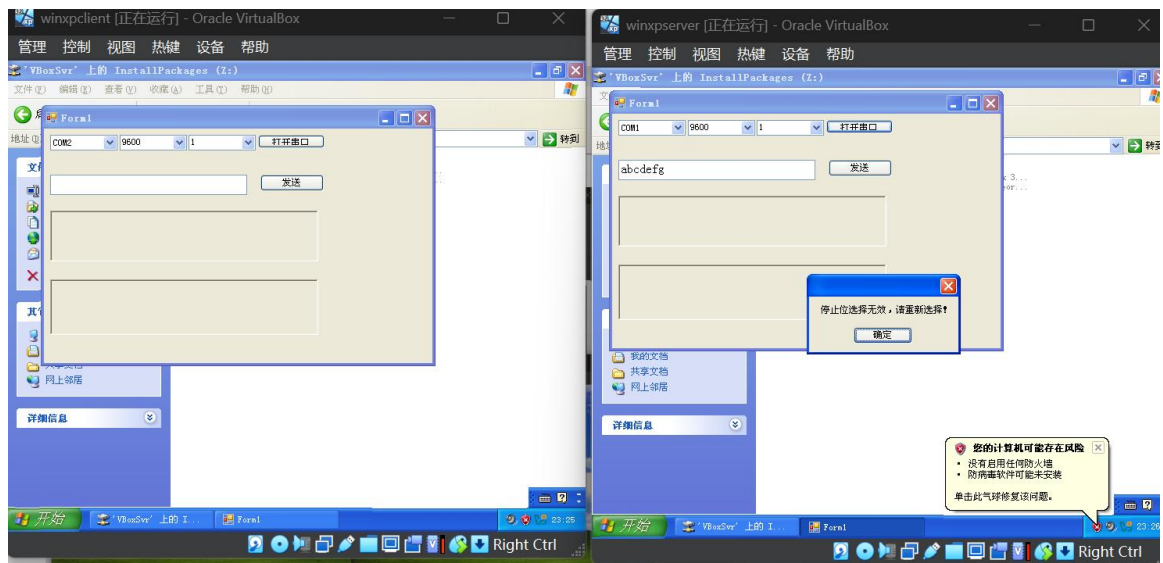 winxpclient [正在运行] - Oracle VirtualBox
管理 控制 视图 热键 设备 帮助
'VBoxSvr' 上的 InstallPackages (Z:)
文件(F) 编辑(E) 查看(V) 收藏(A) 工具(T) 帮助(H)
Form1
地址(D)
转到
COM2 9600 1 打开串口
发送
共享文档
网上邻居
详细信息
开始 'VBoxSvr' 上的 I... Form1 23:25
Right Ctrl
winxpserver [正在运行] - Oracle VirtualBox
管理 控制 视图 热键 设备 帮助
'VBoxSvr' 上的 InstallPackages (Z:)
Form1
转到
COM1 9600 1 打开串口
abcdefg 发送
停止位选择无效，请重新选择!
确定
我的文档
共享文档
网上邻居
详细信息
您的计算机可能存在风险
• 没有启用任何防火墙
• 防病毒软件可能未安装
单击此气球修复该问题。
开始 'VBoxSvr' 上的 I... Form1 23:26
Right Ctrl